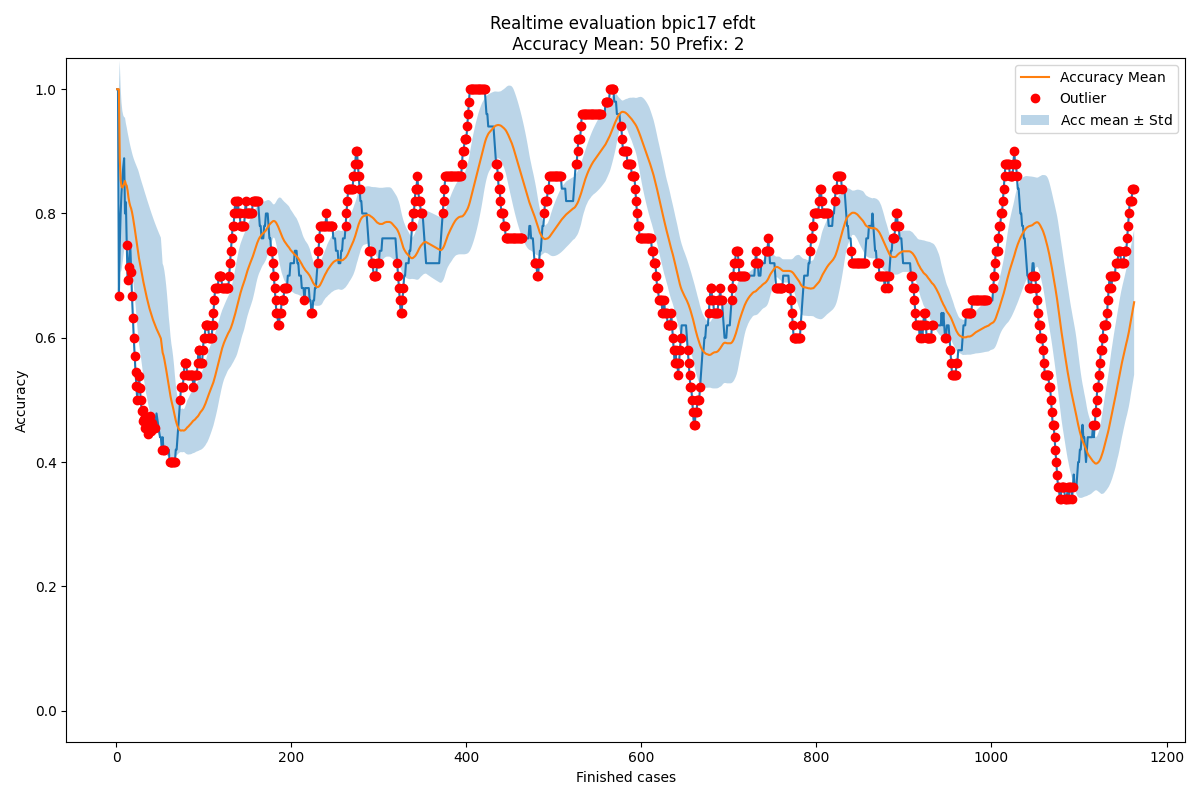 Realtime evaluation bpic17 efdt
Accuracy Mean: 50 Prefix: 2
Accuracy Mean
Outlier
Acc mean ± Std
1.0
0.8
0.6
0.4
0.2
0.0
Accuracy
0
200
400
600
800
1000
1200
Finished cases